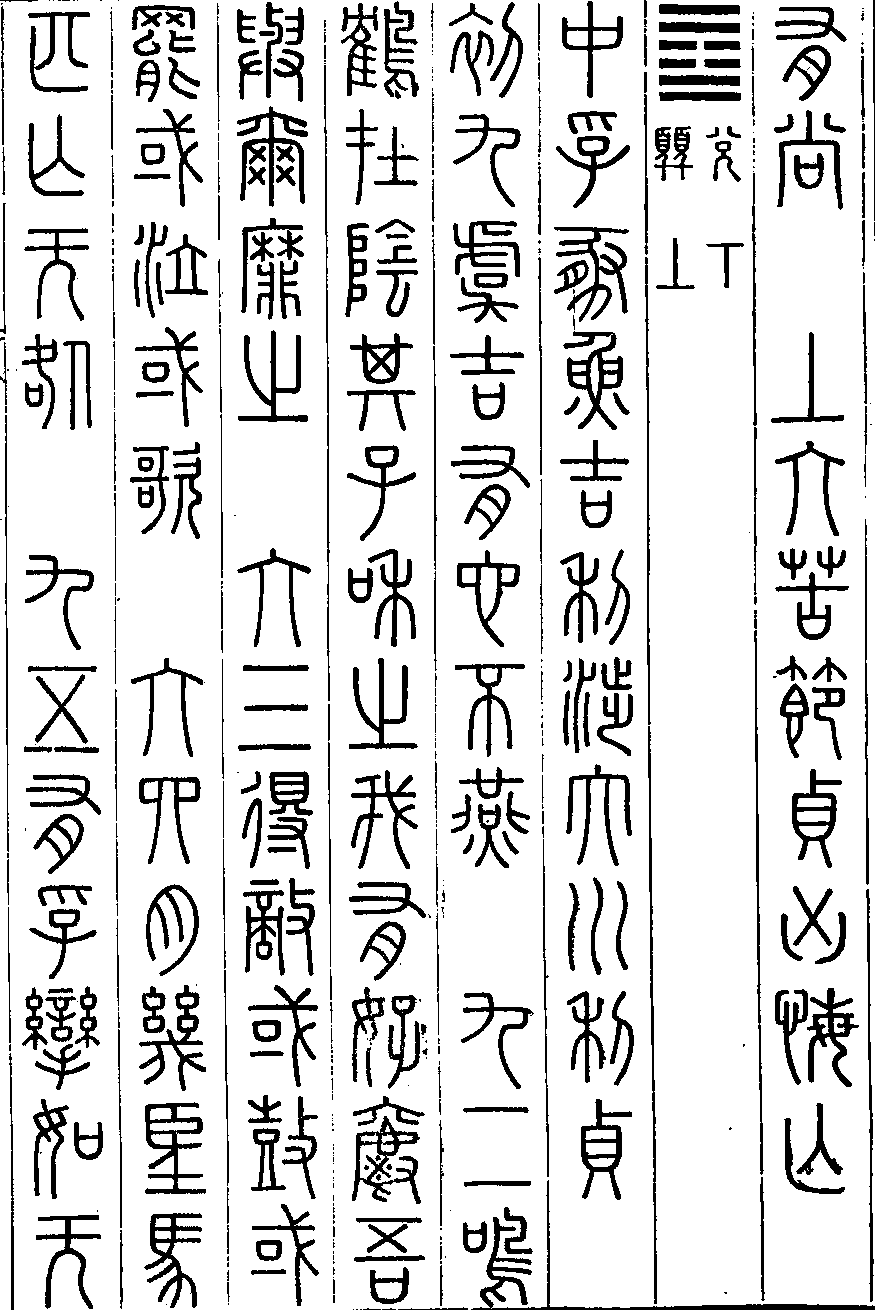 有尚　上六苦節貞凶悔亡
䷼兌下顨上
中孚豚魚吉利涉大川利貞
初九虞吉有它不燕　九二鳴
鶴在陰其子和之我有好爵吾
與爾靡之　六三得敵或鼓或
罷或泣或歌　六四月幾望馬
匹亡无咎　九五有孚攣如无